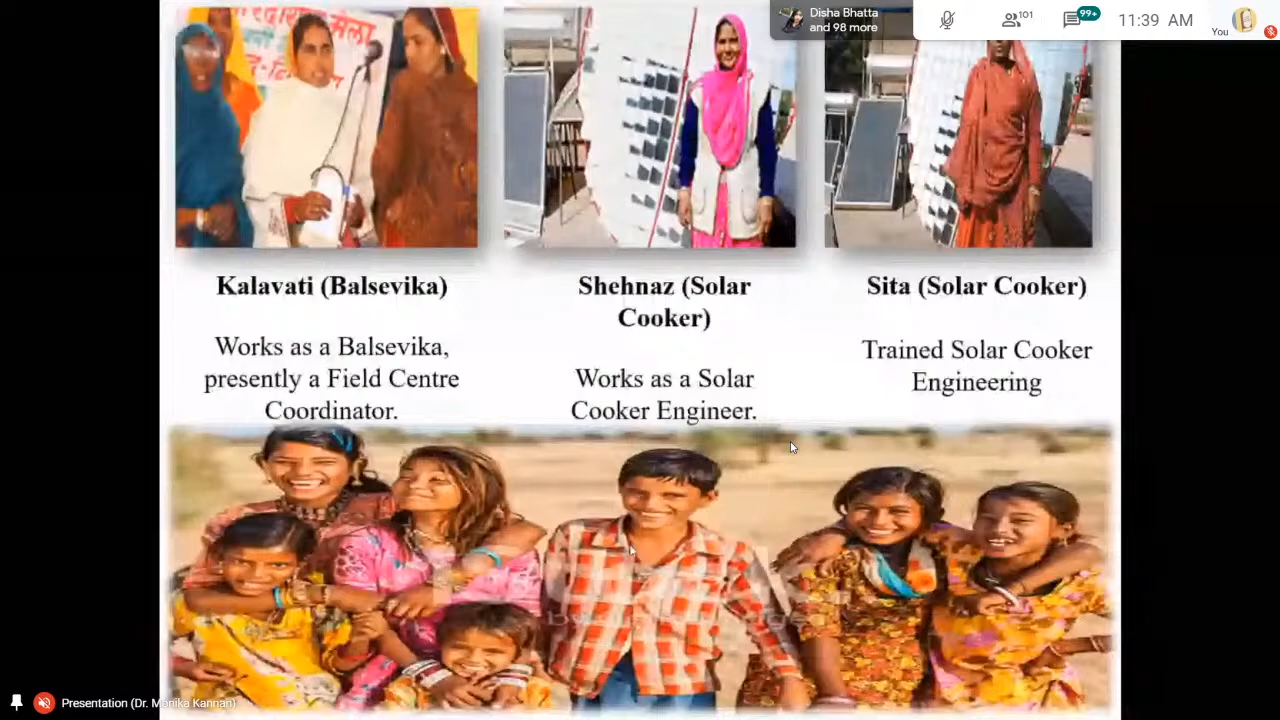 Disha Bhatta
and 98 more
101
99+
11:39 AM
You
मेला
Kalavati (Balsevika)
Works as a Balsevika,
presently a Field Centre
Coordinator.
Shehnaz (Solar
Cooker)
Works as a Solar
Cooker Engineer.
Sita (Solar Cooker)
Trained Solar Cooker
Engineering
Presentation (Dr. Monika Kannan)